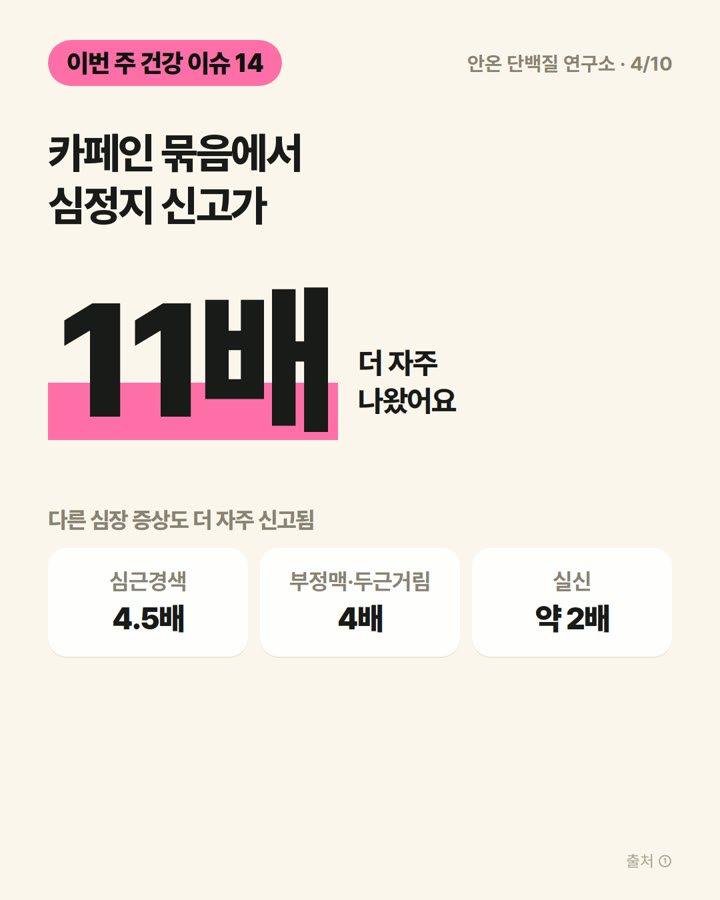 이번 주 건강 이슈 14
안온 단백질 연구소 · 4/10
카페인 묶음에서
심정지 신고가
11배
더 자주
나왔어요
다른 심장 증상도 더 자주 신고됨
심근경색
4.5배
부정맥·두근거림
4배
실신
약 2배
출처 ①